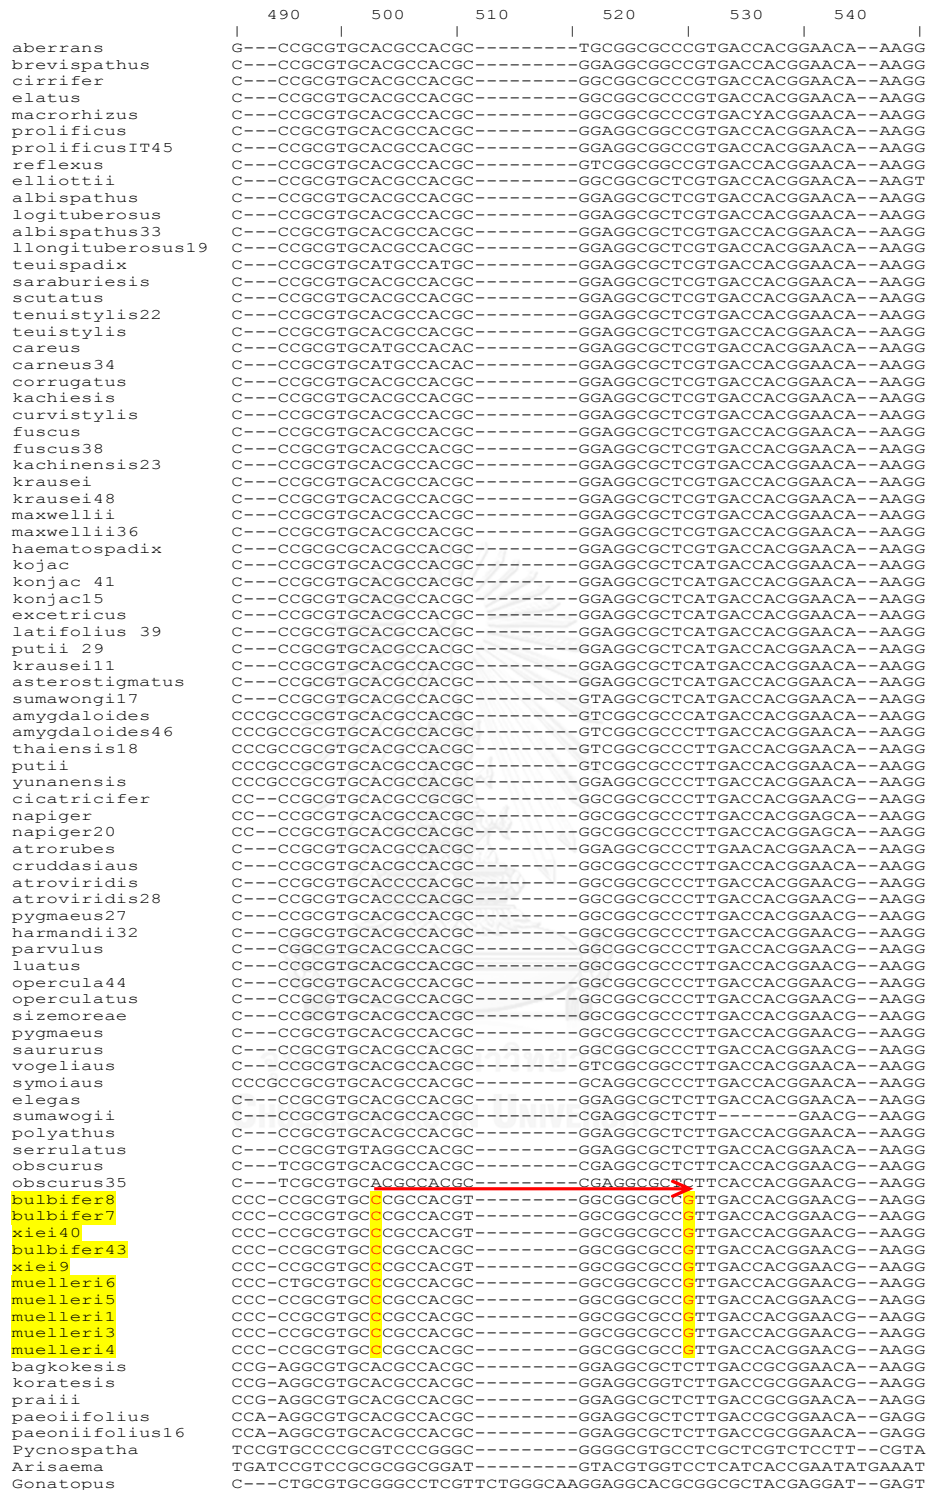 490 500 510 520 530 540
| | | | | | |
aberrans G---CCGCGTGCACGCCACGC---------TGCGGCGCCCGTGACCACGGAACA--AAGG
brevispathus C---CCGCGTGCACGCCACGC---------GGAGGCGGCCGTGACCACGGAACA--AAGG
cirrifer C---CCGCGTGCACGCCACGC---------GGAGGCGGCCGTGACCACGGAACA--AAGG
elatus C---CCGCGTGCACGCCACGC---------GGCGGCGCCCGTGACCACGGAACA--AAGG
macrorhizus C---CCGCGTGCACGCCACGC---------GGCGGCGCCCGTGACYACGGAACA--AAGG
prolificus C---CCGCGTGCACGCCACGC---------GGAGGCGGCCGTGACCACGGAACA--AAGG
prolificusIT45 C---CCGCGTGCACGCCACGC---------GGAGGCGGCCGTGACCACGGAACA--AAGG
reflexus C---CCGCGTGCACGCCACGC---------GTCGGCGGCCGTGACCACGGAACA--AAGG
elliottii C---CCGCGTGCACGCCACGC---------GGCGGCGCTCGTGACCACGGAACA--AAGT
albispathus C---CCGCGTGCACGCCACGC---------GGAGGCGCTCGTGACCACGGAACA--AAGG
logituberosus C---CCGCGTGCACGCCACGC---------GGAGGCGCTCGTGACCACGGAACA--AAGG
albispathus33 C---CCGCGTGCACGCCACGC---------GGAGGCGCTCGTGACCACGGAACA--AAGG
llongituberosus19 C---CCGCGTGCACGCCACGC---------GGAGGCGCTCGTGACCACGGAACA--AAGG
teuispadix C---CCGCGTGCATGCCATGC---------GGAGGCGCTCGTGACCACGGAACA--AAGG
saraburiesis C---CCGCGTGCACGCCACGC---------GGAGGCGCTCGTGACCACGGAACA--AAGG
scutatus C---CCGCGTGCACGCCACGC---------GGAGGCGCTCGTGACCACGGAACA--AAGG
tenuistylis22 C---CCGCGTGCACGCCACGC---------GGAGGCGCTCGTGACCACGGAACA--AAGG
teuistylis C---CCGCGTGCACGCCACGC---------GGAGGCGCTCGTGACCACGGAACA--AAGG
careus C---CCGCGTGCATGCCACAC---------GGAGGCGCTCGTGACCACGGAACA--AAGG
carneus34 C---CCGCGTGCATGCCACAC---------GGAGGCGCTCGTGACCACGGAACA--AAGG
corrugatus C---CCGCGTGCACGCCACGC---------GGAGGCGCTCGTGACCACGGAACA--AAGG
kachiesis C---CCGCGTGCACGCCACGC---------GGAGGCGCTCGTGACCACGGAACA--AAGG
curvistylis C---CCGCGTGCACGCCACGC---------GGAGGCGCTCGTGACCACGGAACA--AAGG
fuscus C---CCGCGTGCACGCCACGC---------GGAGGCGCTCGTGACCACGGAACA--AAGG
fuscus38 C---CCGCGTGCACGCCACGC---------GGAGGCGCTCGTGACCACGGAACA--AAGG
kachinensis23 C---CCGCGTGCACGCCACGC---------GGAGGCGCTCGTGACCACGGAACA--AAGG
krausei C---CCGCGTGCACGCCACGC---------GGAGGCGCTCGTGACCACGGAACA--AAGG
krausei48 C---CCGCGTGCACGCCACGC---------GGAGGCGCTCGTGACCACGGAACA--AAGG
maxwellii C---CCGCGTGCACGCCACGC---------GGAGGCGCTCGTGACCACGGAACA--AAGG
maxwellii36 C---CCGCGTGCACGCCACGC---------GGAGGCGCTCGTGACCACGGAACA--AAGG
haematospadix C---CCGCGCGCACGCCACGC---------GGAGGCGCTCGTGACCACGGAACA--AAGG
kojac C---CCGCGTGCACGCCACGC---------GGAGGCGCTCATGACCACGGAACA--AAGG
konjac 41 C---CCGCGTGCACGCCACGC---------GGAGGCGCTCATGACCACGGAACA--AAGG
konjac15 C---CCGCGTGCACGCCACGC---------GGAGGCGCTCATGACCACGGAACA--AAGG
excetricus C---CCGCGTGCACGCCACGC---------GGAGGCGCTCATGACCACGGAACA--AAGG
latifolius 39 C---CCGCGTGCACGCCACGC---------GGAGGCGCTCATGACCACGGAACA--AAGG
putii 29 C---CCGCGTGCACGCCACGC---------GGAGGCGCTCATGACCACGGAACA--AAGG
krausei11 C---CCGCGTGCACGCCACGC---------GGAGGCGCTCATGACCACGGAACA--AAGG
asterostigmatus C---CCGCGTGCACGCCACGC---------GGAGGCGCTCATGACCACGGAACA--AAGG
sumawongi17 C---CCGCGTGCACCCCACGC---------GTAGGCGCTCATGACCACGGAACA--AAGG
amygdaloides CCCGCCGCGTGCACGCCACGC---------GTCGGCGCCCATGACCACGGAACA--AAGG
amygdaloides46 CCCGCCGCGTGCACGCCACGC---------GTCGGCGCCCTTGACCACGGAACA--AAGG
thaiensis18 CCCGCCGCGTGCACGCCACGC---------GTCGGCGCCCTTGACCACGGAACA--AAGG
putii CCCGCCGCGTGCACGCCACGC---------GTCGGCGCCCTTGACCACGGAACA--AAGG
yunanensis CCCGCCGCGTGCACGCCACGC---------GGAGGCGCCCTTGACCACGGAACA--AAGG
cicatricifer CC--CCGCGTGCACGCCGCGC---------GGCGGCGCCCTTGACCACGGAACG--AAGG
napiger CC--CCGCGTGCACGCCACGC---------GGCGGCGCCCTTGACCACGGAGCA--AAGG
napiger20 CC--CCGCGTGCACGCCACGC---------GGCGGCGCCCTTGACCACGGAGCA--AAGG
atrorubes C---CCGCGTGCACGCCACGC---------GGAGGCGCCCTTGAACACGGAACA--AAGG
cruddasiaus C---CCGCGTGCACGCCACGC---------GGCGGCGCCCTTGACCACGGAACA--AAGG
atroviridis C---CCGCGTGCACGCCACGC---------GGCGGCGCCCTTGACCACGGAACG--AAGG
atroviridis28 C---CCGCGTGCACGCCACGC---------GGCGGCGCCCTTGACCACGGAACG--AAGG
pygmaeus27 C---CCGCGTGCACGCCACGC---------GGCGGCGCCCTTGACCACGGAACG--AAGG
harmandii32 C---CGGCGTGCACGCCACGC---------GGCGGCGCCCTTGACCACGGAACG--AAGG
parvulus C---CGGCGTGCACGCCACGC---------GGCGGCGCCCTTGACCACGGAACG--AAGG
luatus C---CCGCGTGCACGCCACGC---------GGCGGCGCCCTTGACCACGGAACG--AAGG
opercula44 C---CCGCGTGCACGCCACGC---------GGCGGCGCCCTTGACCACGGAACG--AAGG
operculatus C---CCGCGTGCACGCCACGC---------GGCGGCGCCCTTGACCACGGAACG--AAGG
sizemoreae C---CCGCGTGCACGCCACGC---------GGCGGCGCCCTTGACCACGGAACG--AAGG
pygmaeus C---CCGCGTGCACGCCACGC---------GGCGGCGCCCTTGACCACGGAACG--AAGG
saururus C---CCGCGTGCACGCCACGC---------GGCGGCGCCCTTGACCACGGAACG--AAGG
vogeliaus C---CCGCGTGCACGCCACGC---------GTCGGCGGCCTTGACCACGGAACA--AAGG
symoiaus CCCGCCGCGTGCACGCCACGC---------GCAGGCGCCCTTGACCACGGAACA--AAGG
elegas C---CCGCGTGCACGCCACGC---------GGAGGCGCTCTTGACCACGGAACA--AAGG
sumawogii C---CCGCGTGCACGCCACGC---------CGAGGCGCTCTT-------GAACG--AAGG
polyathus C---CCGCGTGCACGCCACGC---------GGAGGCGCTCTTGACCACGGAACA--AAGG
serrulatus C---CCGCGTGTAGGCCACGC---------GGAGGCGCTCTTGACCACGGAACA--AAGG
obscurus C---TCGCGTGCACGCCACGC---------CGAGGCGCTCTTCACCACGGAACA--AAGG
obscurus35 C---TCGCGTGCACGCCACGC---------CGAGGCGCTCTTCACCACGGAACA--AAGG
bulbifer8 CCC-CCGCGTGCCCGCCACGT---------GGCGGCGCCGTTGACCACGGAACG--AAGG
bulbifer7 CCC-CCGCGTGCCCGCCACGT---------GGCGGCGCCGTTGACCACGGAACG--AAGG
xiei40 CCC-CCGCGTGCCCGCCACGT---------GGCGGCGCCGTTGACCACGGAACG--AAGG
bulbifer43 CCC-CCGCGTGCCCGCCACGC---------GGCGGCGCCGTTGACCACGGAACG--AAGG
xiei9 CCC-CCGCGTGCCCGCCACGT---------GGCGGCGCCGTTGACCACGGAACG--AAGG
muelleri6 CCC-CTGCGTGCCCGCCACGC---------GGCGGCGCCGTTGACCACGGAACG--AAGG
muelleri5 CCC-CCGCGTGCCCGCCACGC---------GGCGGCGCCGTTGACCACGGAACG--AAGG
muelleri1 CCC-CCGCGTGCCCGCCACGC---------GGCGGCGCCGTTGACCACGGAACG--AAGG
muelleri3 CCC-CCGCGTGCCCGCCACGC---------GGCGGCGCCGTTGACCACGGAACG--AAGG
muelleri4 CCC-CCGCGTGCCCGCCACGC---------GGCGGCGCCGTTGACCACGGAACG--AAGG
bagkokesis CCG-AGGCGTGCACGCCACGC---------GGAGGCGCTCTTGACCGCGGAACA--AAGG
koratesis CCG-AGGCGTGCACGCCACGC---------GGAGGCGGTCTTGACCGCGGAACA--AAGG
praiii CCG-AGGCGTGCACGCCACGC---------GGAGGCGCTCTTGACCGCGGAACA--AAGG
paeoiifolius CCA-AGGCGTGCACGCCACGC---------GGAGGCGCTCTTGACCGCGGAACA--GAGG
paeoniifolius16 CCA-AGGCGTGCACGCCACGC---------GGAGGCGCTCTTGACCGCGGAACA--GAGG
Pycnospatha TCCGTGCCCCGCGTCCCGGGC---------GGGGCGTGCCTCGCTCGTCTCCTT--CGTA
Arisaema TGATCCGTCCGCGCGGCGGAT---------GGTACGTGGTCCTCATCACCGAATATGAAAT
Gonatopus C---CTGCGTGCGGGCCTCGTTCTGGGCAAGGAGGCACGCGGCGCTACGAGGAT--GAGT